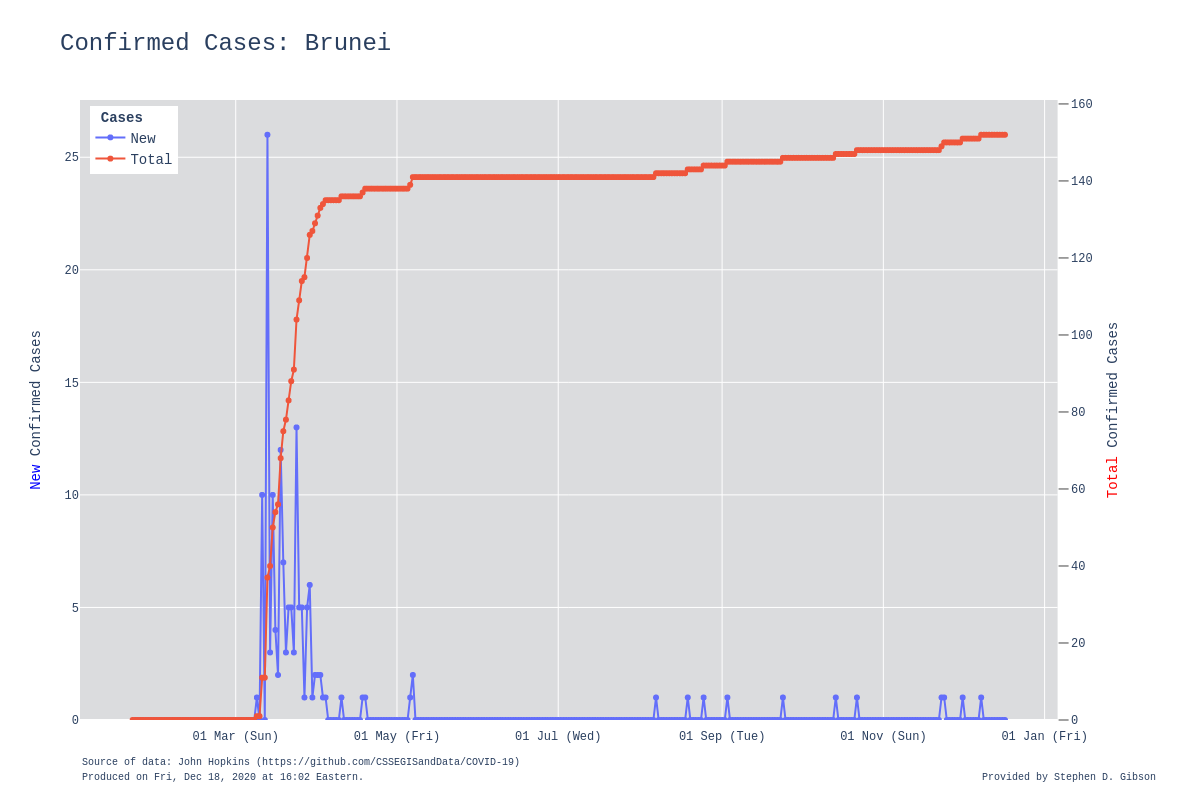 Confirmed Cases: Brunei
Cases
New
Total
25
20
15
10
5
0
160
140
120
100
80
60
40
20
0
New Confirmed Cases
Total Confirmed Cases
01 Mar (Sun)
01 May (Fri)
01 Jul (Wed)
01 Sep (Tue)
01 Nov (Sun)
01 Jan (Fri)
Source of data: John Hopkins (https://github.com/CSSEGISandData/COVID-19)
Produced on Fri, Dec 18, 2020 at 16:02 Eastern.
Provided by Stephen D. Gibson